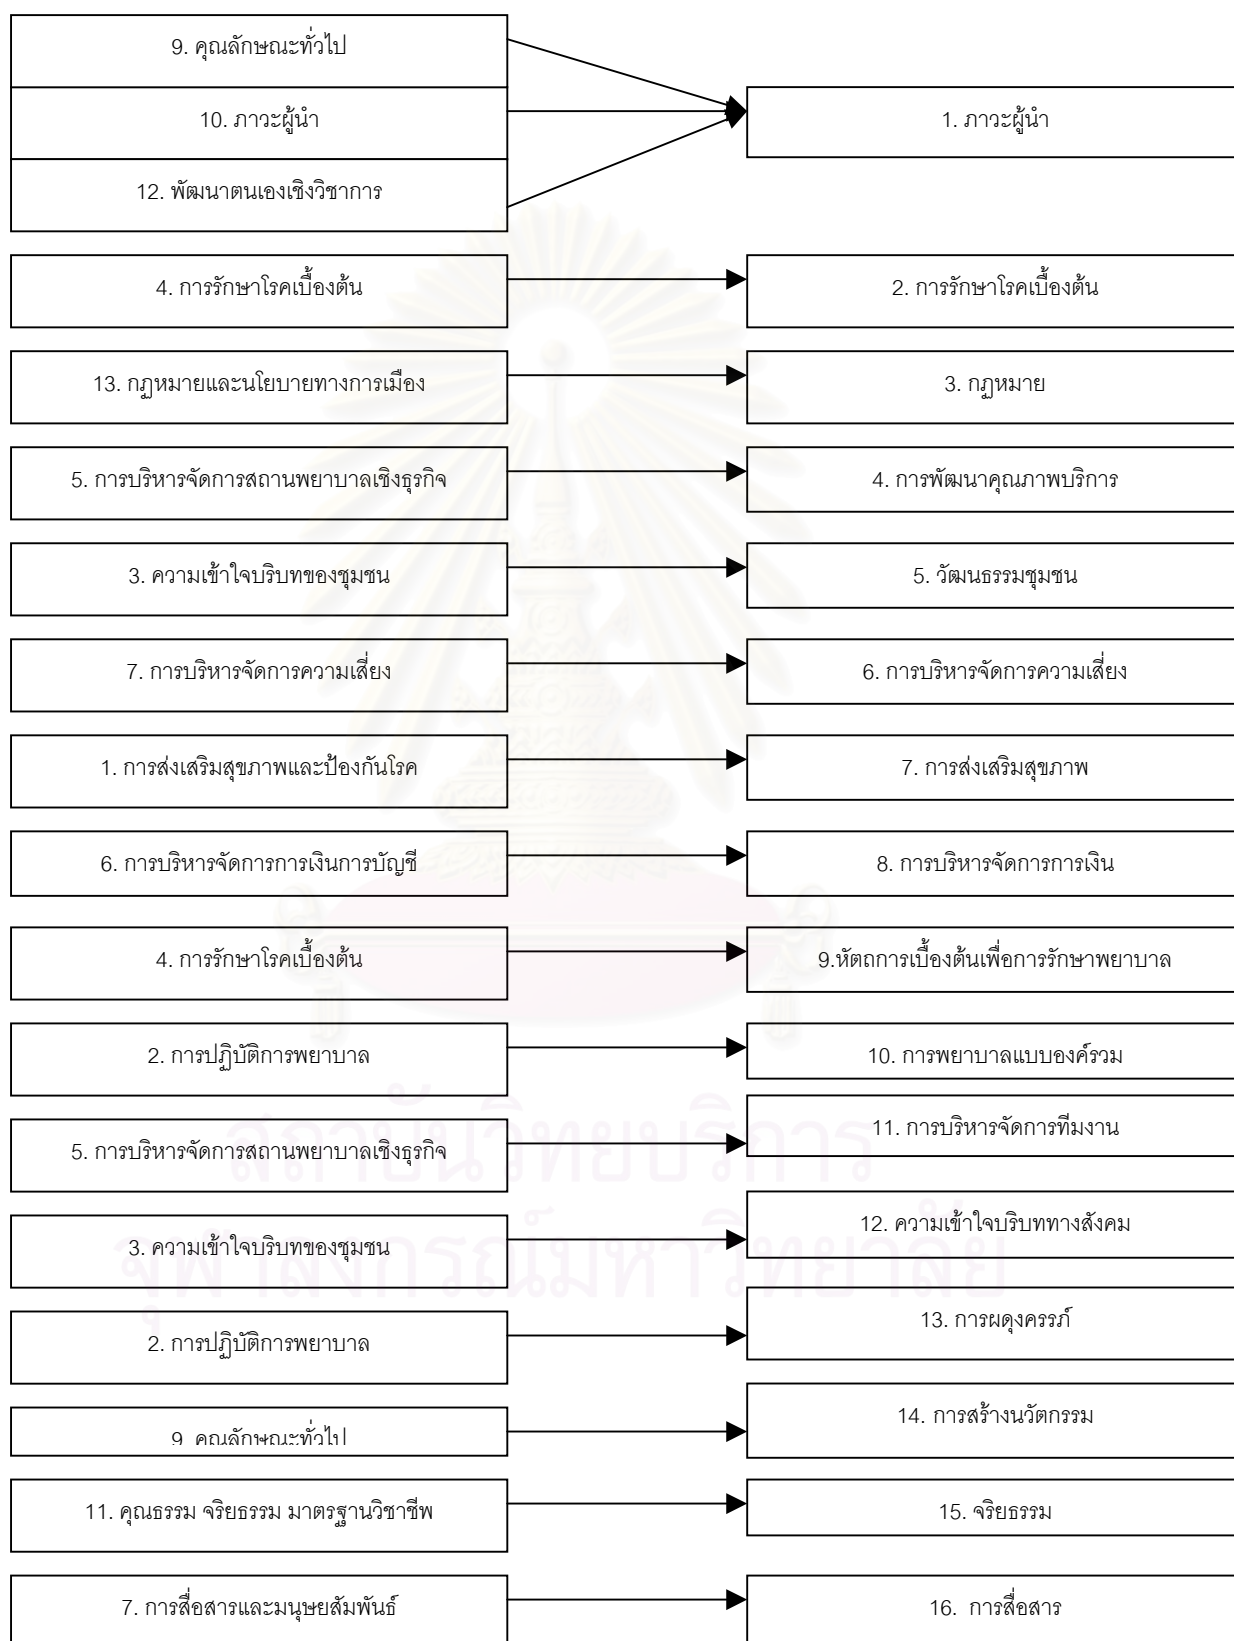 9. คุณลักษณะทั่วไป
10. ภาวะผู้นำ
1. ภาวะผู้นำ
12. พัฒนาตนเองเชิงวิชาการ
4. การรักษาโรคเบื้องต้น
2. การรักษาโรคเบื้องต้น
13. กฎหมายและนโยบายทางการเมือง
3. กฎหมาย
5. การบริหารจัดการสถานพยาบาลเชิงธุรกิจ
4. การพัฒนาคุณภาพบริการ
3. ความเข้าใจบริบทของชุมชน
5. วัฒนธรรมชุมชน
7. การบริหารจัดการความเสี่ยง
6. การบริหารจัดการความเสี่ยง
1. การส่งเสริมสุขภาพและป้องกันโรค
7. การส่งเสริมสุขภาพ
6. การบริหารจัดการการเงินการบัญชี
8. การบริหารจัดการการเงิน
4. การรักษาโรคเบื้องต้น
9.หัตถการเบื้องต้นเพื่อการรักษาพยาบาล
2. การปฏิบัติการพยาบาล
10. การพยาบาลแบบองค์รวม
5. การบริหารจัดการสถานพยาบาลเชิงธุรกิจ
11. การบริหารจัดการทีมงาน
สถาบันวิทยบริการ
3. ความเข้าใจบริบทของชุมชน
12. ความเข้าใจบริบททางสังคม
จุฬาลงกรณ์มหาวิทยาลัย
2. การปฏิบัติการพยาบาล
13. การผดุงครรภ์
9. คุณลักษณะทั่วไป
14. การสร้างนวัตกรรม
11. คุณธรรม จริยธรรม มาตรฐานวิชาชีพ
15. จริยธรรม
7. การสื่อสารและมนุษยสัมพันธ์
16. การสื่อสาร